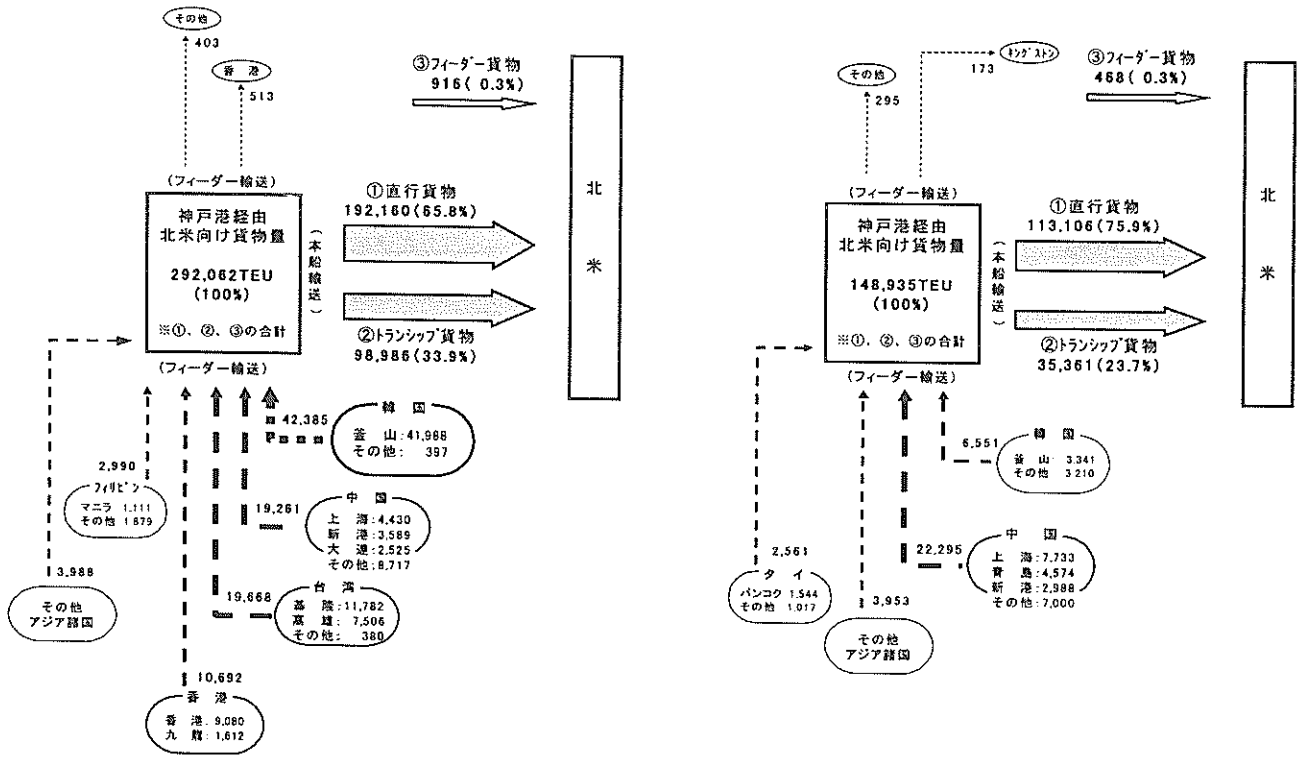 その他
403
香 港
513
③フィーダー貨物
916( 0.3%)
(フィーダー輸送)
神戸港経由
北米向け貨物量
292,062TEU
(100%)
※①、②、③の合計
(本船輸送)
①直行貨物
192,160(65.8%)
②トランシップ貨物
98,986(33.9%)
北
米
(フィーダー輸送)
42,385
韓 国
釜 山:41,988
その他: 397
2,990
フィリピン
マニラ 1,111
その他 1,879
19,261
中 国
上 海:4,430
新 港:3,589
大 連:2,525
その他:8,717
3,988
その他
アジア諸国
19,668
台 湾
基 隆:11,782
高 雄: 7,506
その他: 380
10,692
香 港
香 港:9,080
九 龍:1,612
その他
295
キングストン
173
③フィーダー貨物
468( 0.3%)
(フィーダー輸送)
神戸港経由
北米向け貨物量
148,935TEU
(100%)
※①、②、③の合計
(本船輸送)
①直行貨物
113,106(75.9%)
②トランシップ貨物
35,361(23.7%)
北
米
(フィーダー輸送)
6,551
韓 国
釜 山: 3,341
その他 3,210
2,561
タ イ
バンコク 1,544
その他 1,017
22,295
中 国
上 海:7,733
青 島:4,574
新 港:2,988
その他:7,000
3,953
その他
アジア諸国